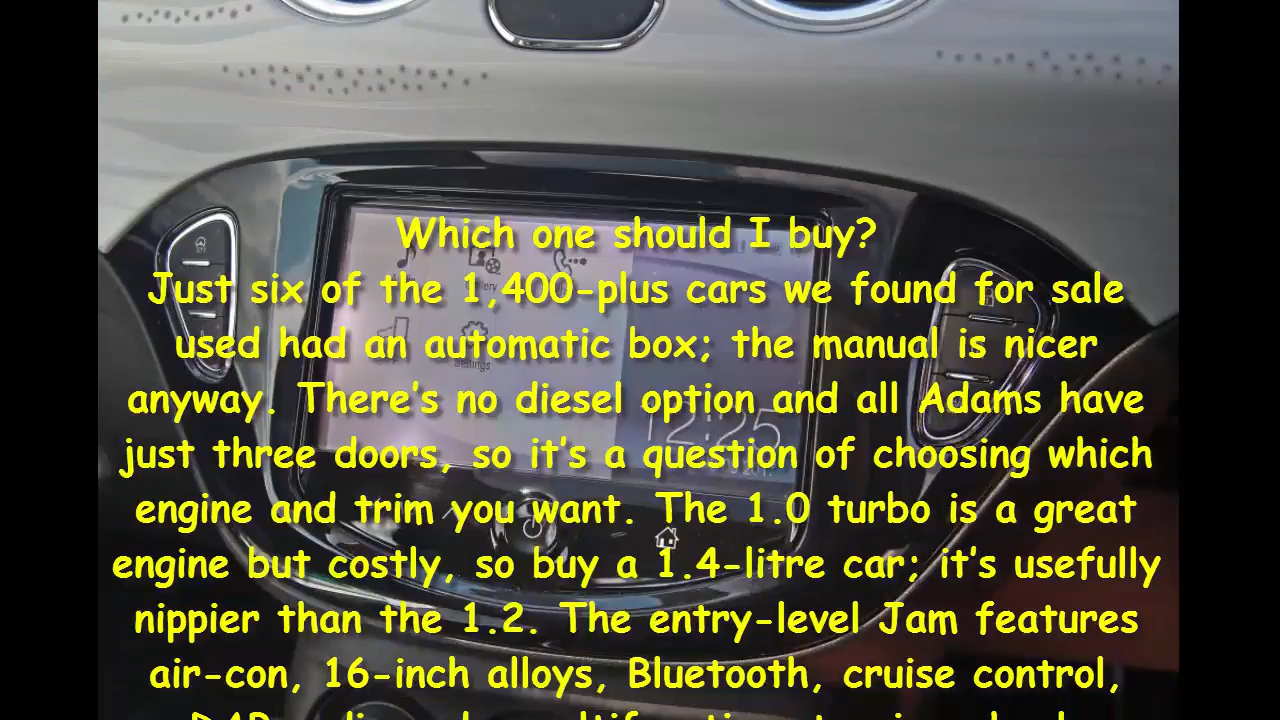 Which one should I buy?
Just six of the 1,400-plus cars we found for sale
used had an automatic box; the manual is nicer
anyway. There's no diesel option and all Adams have
just three doors, so it's a question of choosing which
engine and trim you want. The 1.0 turbo is a great
engine but costly, so buy a 1.4-litre car; it's usefully
nippier than the 1.2. The entry-level Jam features
air-con, 16-inch alloys, Bluetooth, cruise control,
Settings
12:25